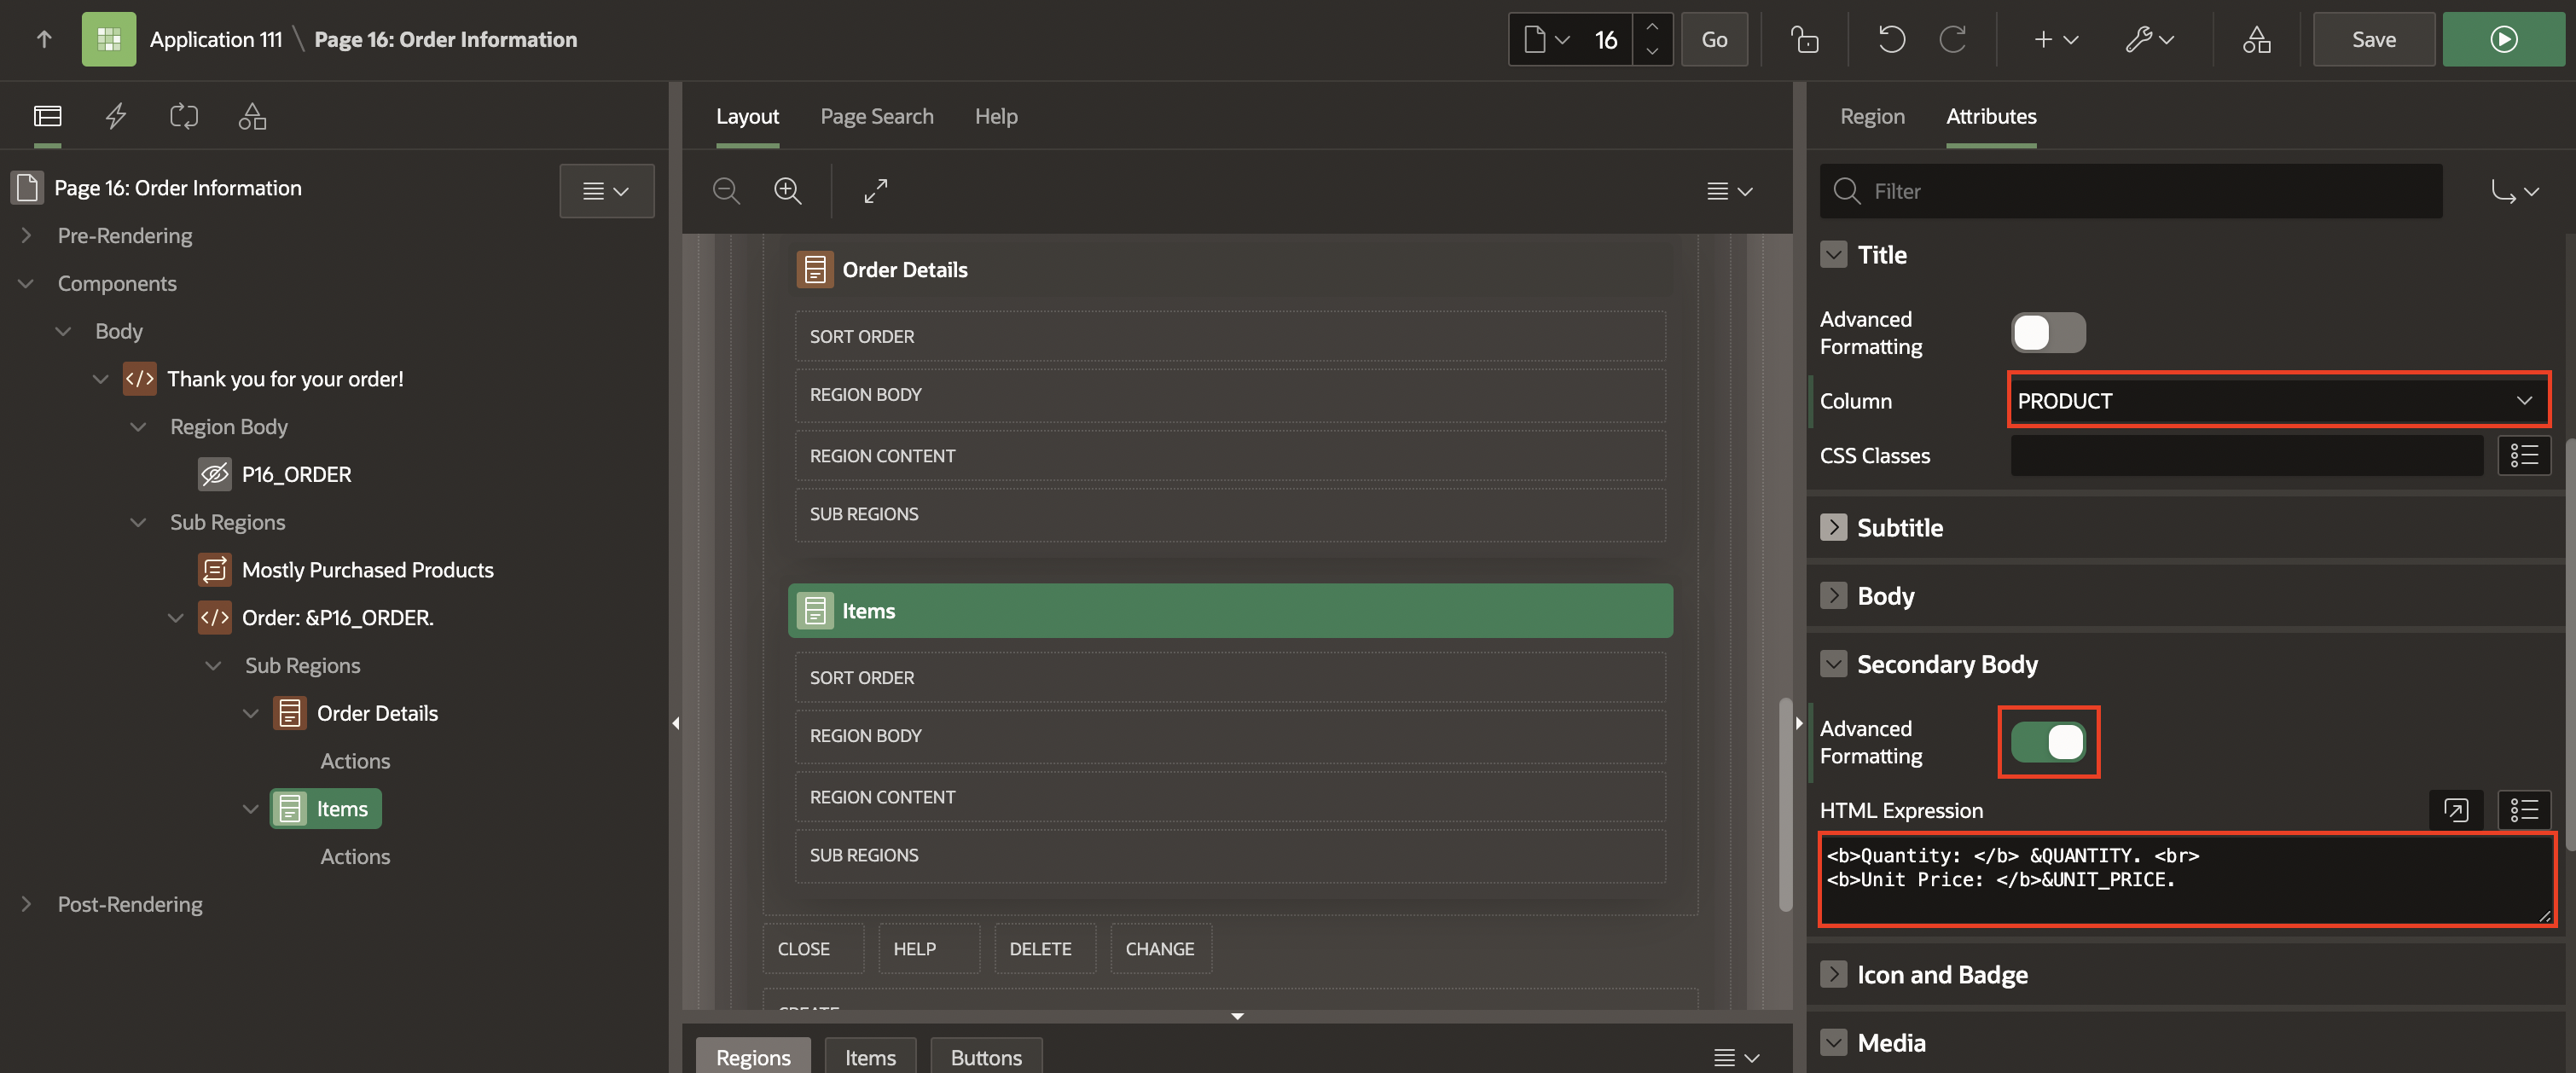 Application 111 \ Page 16: Order Information
16
Go
Save
Page 16: Order Information
Pre-Rendering
Components
Body
Thank you for your order!
Region Body
P16_ORDER
Sub Regions
Mostly Purchased Products
Order: &P16_ORDER.
Sub Regions
Order Details
Actions
Items
Actions
Post-Rendering
Layout
Page Search
Help
Order Details
SORT ORDER
REGION BODY
REGION CONTENT
SUB REGIONS
Items
SORT ORDER
REGION BODY
REGION CONTENT
SUB REGIONS
CLOSE
HELP
DELETE
CHANGE
CREATE
Regions
Items
Buttons
Region
Attributes
Filter
Title
Advanced
Formatting
Column
PRODUCT
CSS Classes
Subtitle
Body
Secondary Body
Advanced
Formatting
HTML Expression
<b>Quantity: </b> &QUANTITY. <br>
<b>Unit Price: </b>&UNIT_PRICE.
Icon and Badge
Media